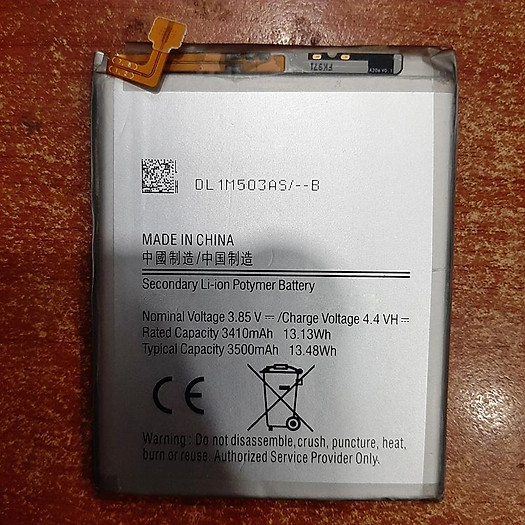 FK971
DL1M503AS/--B
MADE IN CHINA
中國制造/中国制造
Secondary Li-ion Polymer Battery
Nominal Voltage 3.85 V ⎓ /Charge Voltage 4.4 VH ⎓
Rated Capacity 3410mAh 13.13Wh
Typical Capacity 3500mAh 13.48Wh
CE
Warning : Do not disassemble, crush, puncture, heat,
burn or reuse. Authorized Service Provider Only.